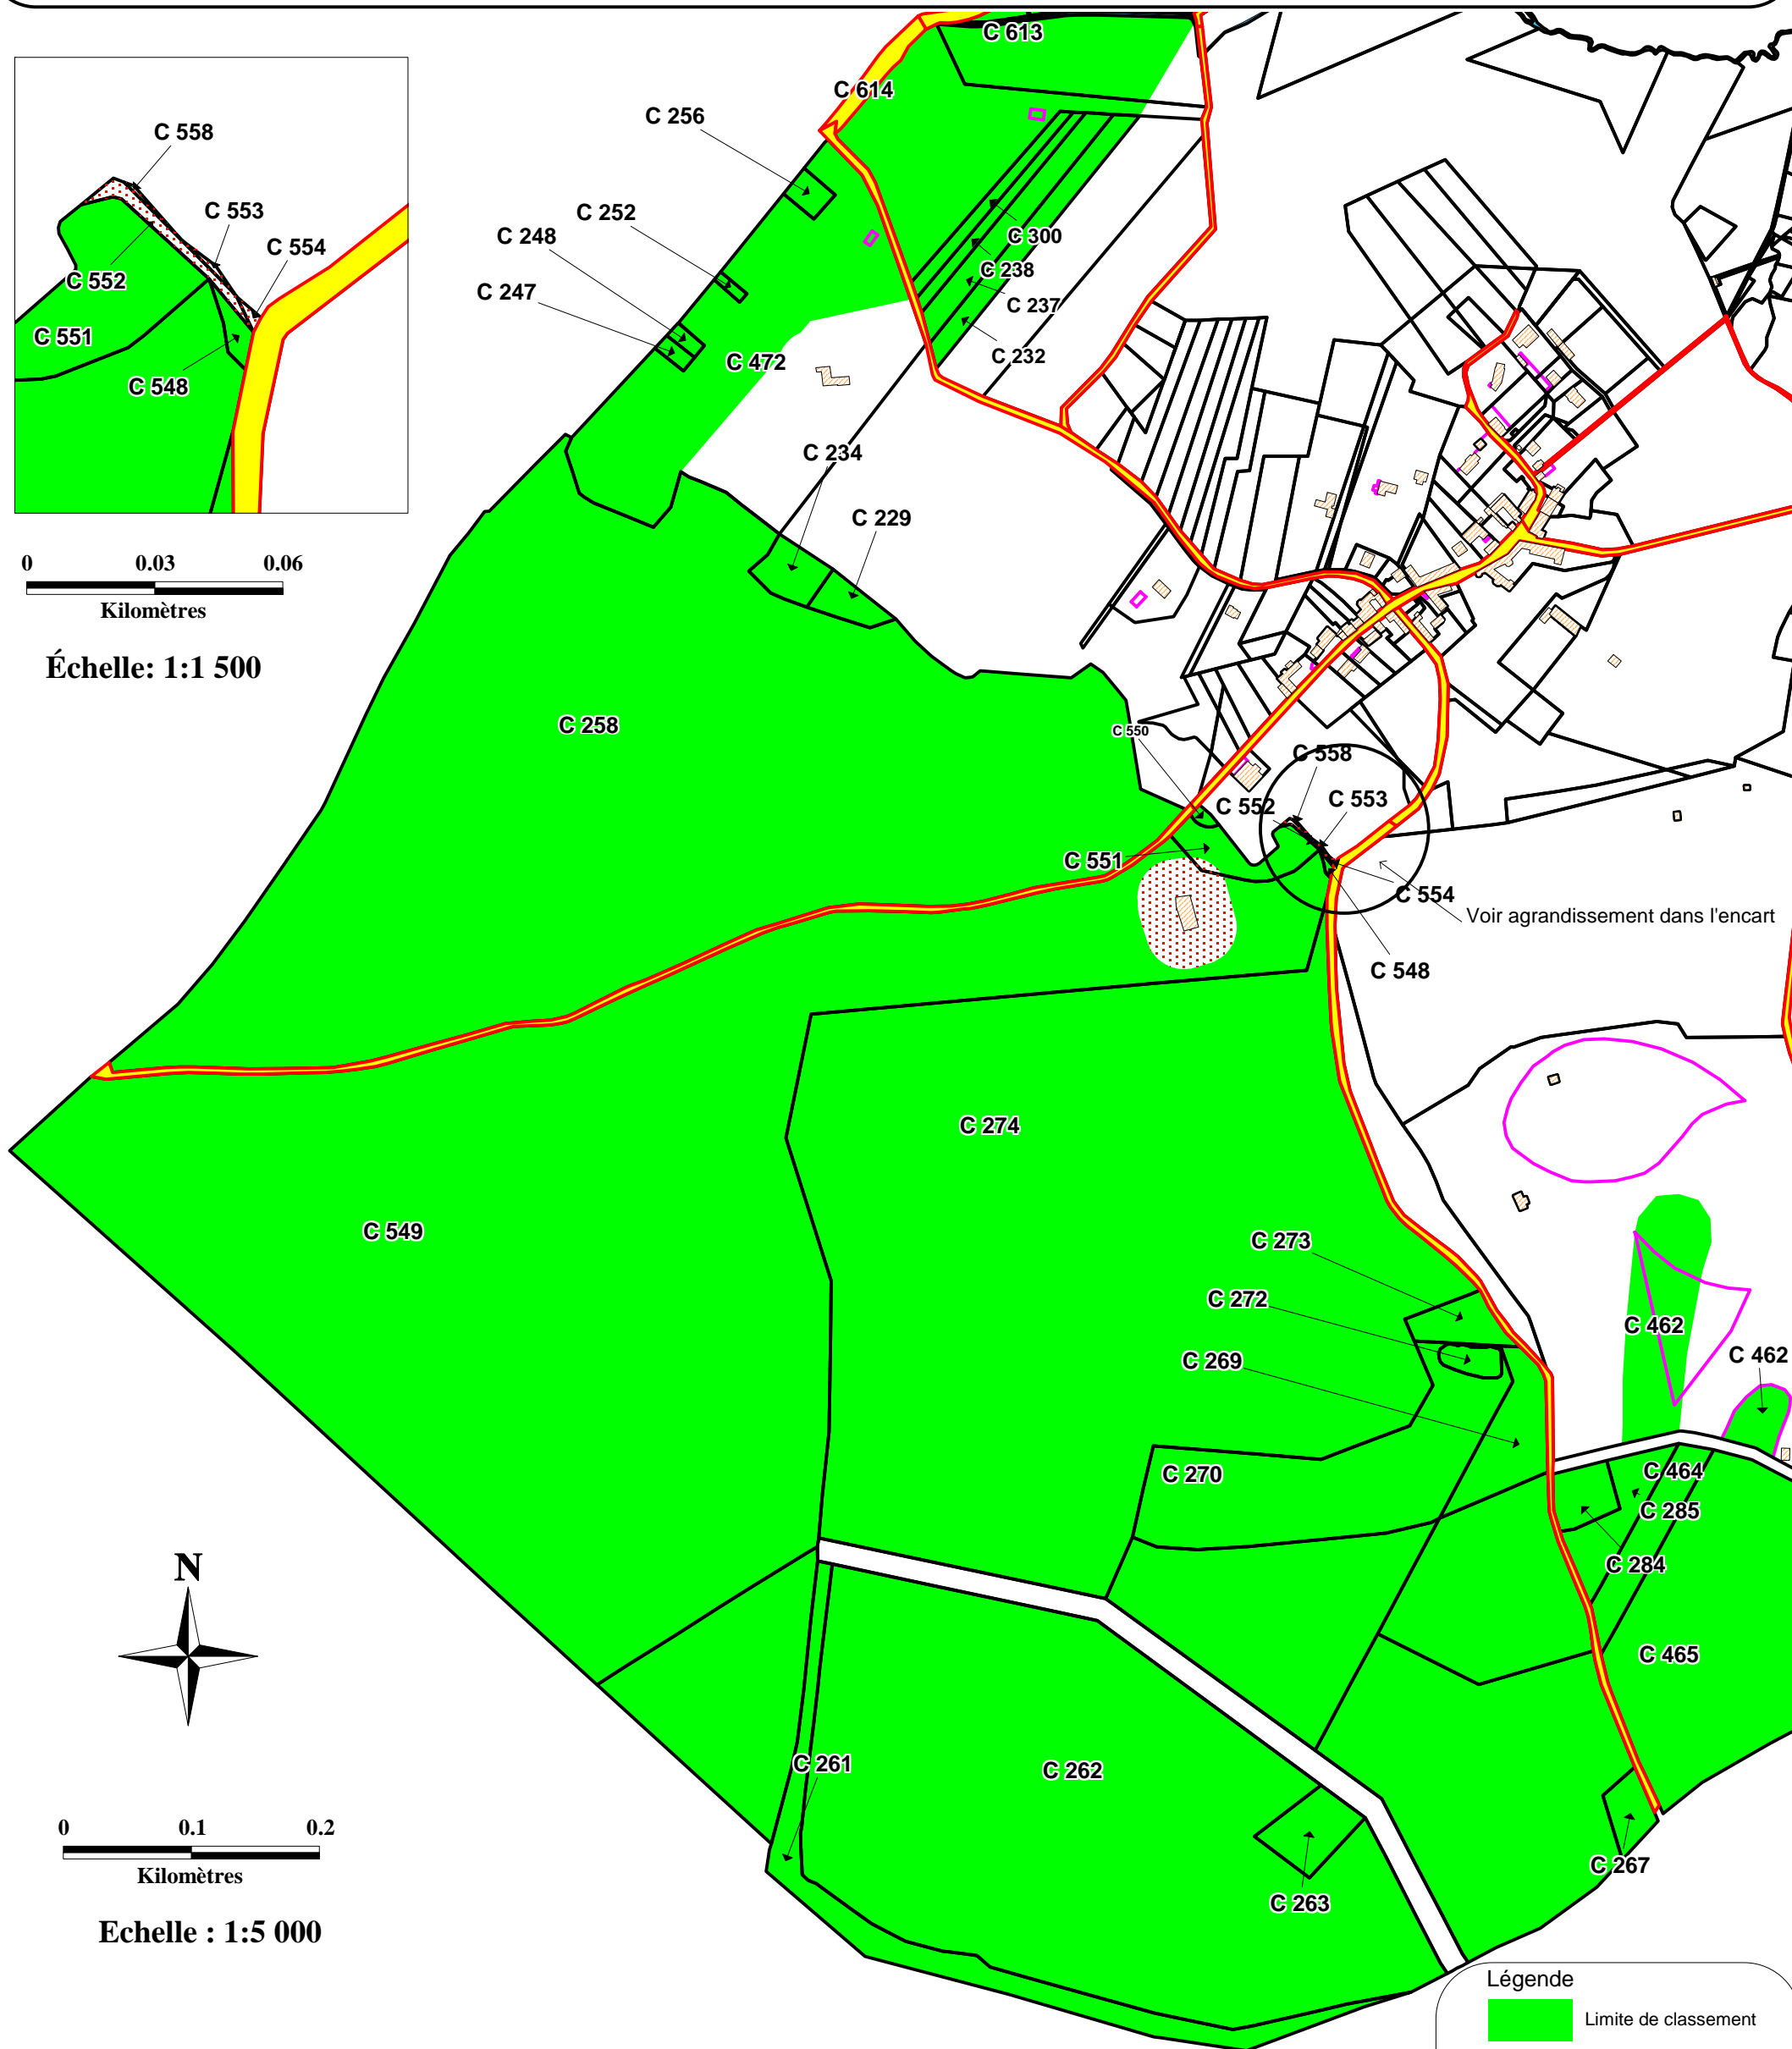 C 613
C 614
C 256
C 558
C 252
C 553
C 248
C 300
C 554
C 238
C 552
C 247
C 237
C 551
C 472
C 232
C 548
C 234
C 229
0 0.03 0.06
Kilomètres
Échelle: 1:1 500
C 258
C 550
C 558
C 552
C 553
C 551
C 554
Voir agrandissement dans l'encart
C 548
C 274
C 549
C 273
C 272
C 462
C 462
C 269
C 270
C 464
C 285
C 284
N
C 465
C 261
C 262
0 0.1 0.2
Kilomètres
C 267
C 263
Echelle : 1:5 000
Légende
Limite de classement